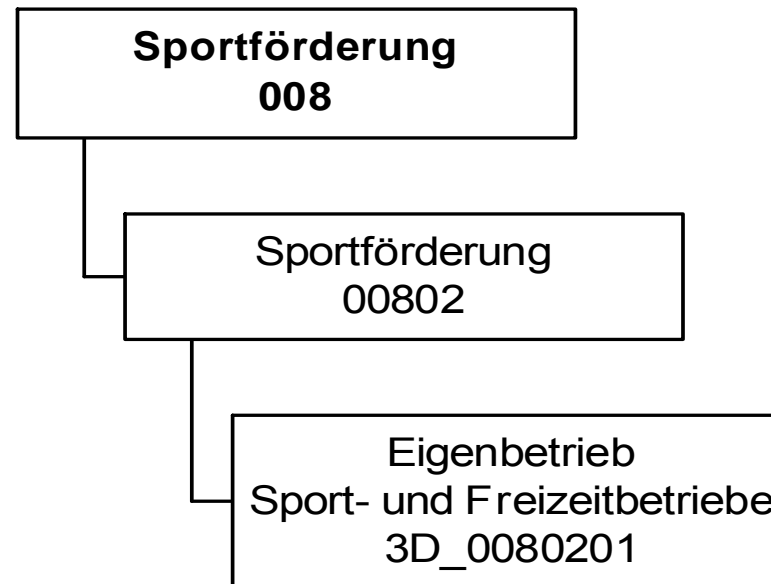 Sportförderung
008
Sportförderung
00802
Eigenbetrieb
Sport- und Freizeitbetriebe
3D_0080201